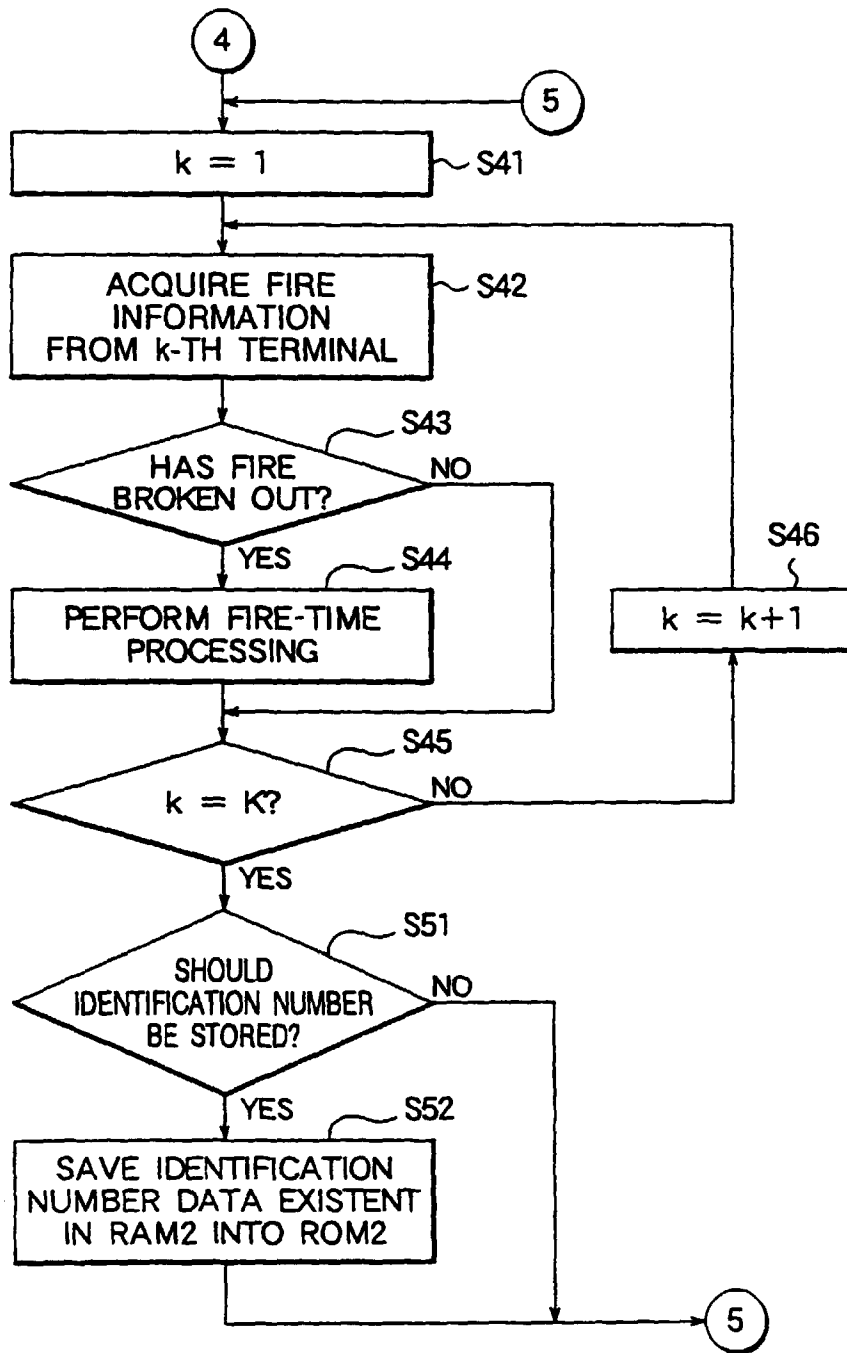 4
5
k = 1
S41
ACQUIRE FIRE
INFORMATION
FROM k-TH TERMINAL
S42
S43
HAS FIRE
BROKEN OUT?
NO
YES
S44
PERFORM FIRE-TIME
PROCESSING
S46
k = k+1
S45
k = K?
NO
YES
S51
SHOULD
IDENTIFICATION NUMBER
BE STORED?
NO
YES
S52
SAVE IDENTIFICATION
NUMBER DATA EXISTENT
IN RAM2 INTO ROM2
5